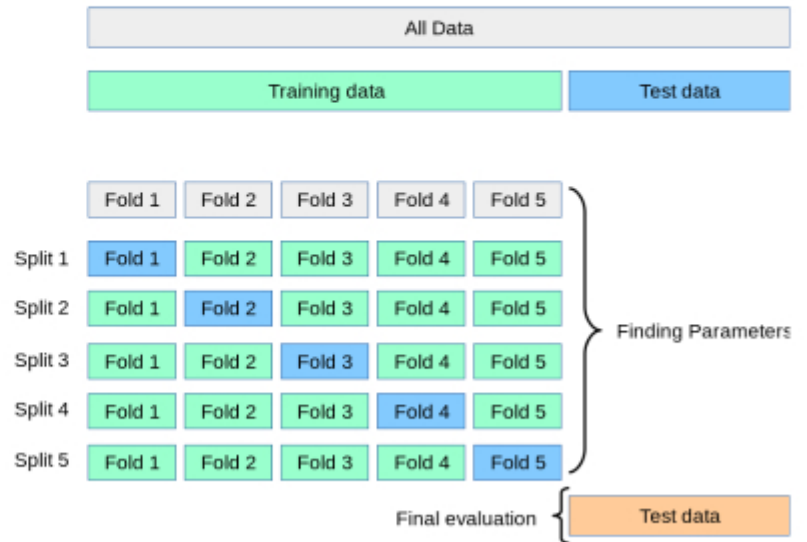 All Data
Training data Test data
Fold 1 Fold 2 Fold 3 Fold 4 Fold 5
Split 1 Fold 1 Fold 2 Fold 3 Fold 4 Fold 5
Split 2 Fold 1 Fold 2 Fold 3 Fold 4 Fold 5
Finding Parameters
Split 3 Fold 1 Fold 2 Fold 3 Fold 4 Fold 5
Split 4 Fold 1 Fold 2 Fold 3 Fold 4 Fold 5
Split 5 Fold 1 Fold 2 Fold 3 Fold 4 Fold 5
Final evaluation Test data